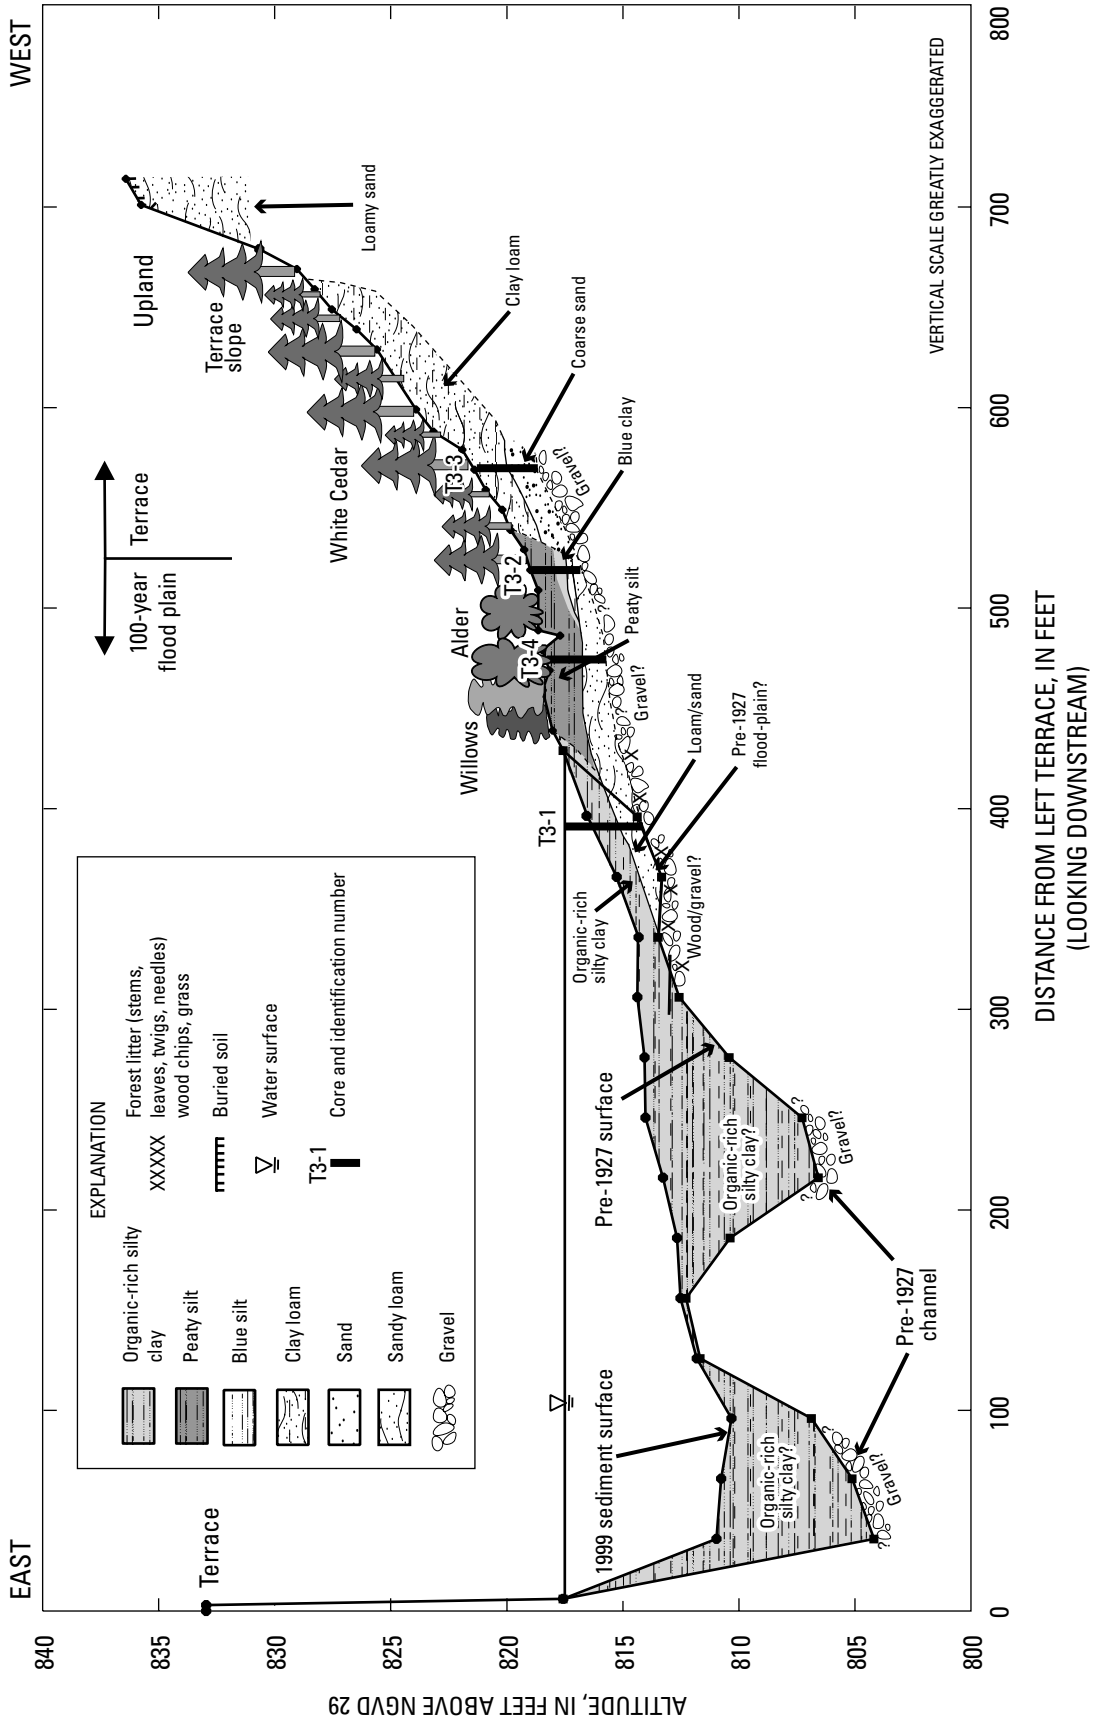 EAST
WEST
840
835
830
825
820
815
810
805
800
ALTITUDE, IN FEET ABOVE NGVD 29
0
100
200
300
400
500
600
700
800
DISTANCE FROM LEFT TERRACE, IN FEET
(LOOKING DOWNSTREAM)
EXPLANATION
Organic-rich silty
clay
Peaty silt
Blue silt
Clay loam
Sand
Sandy loam
Gravel
XXXXX
Forest litter (stems,
leaves, twigs, needles)
wood chips, grass
Buried soil
Water surface
T3-1
Core and identification number
100-year
flood plain
Terrace
Terrace
Upland
Terrace
slope
White Cedar
Alder
Willows
T3-3
T3-2
T3-4
T3-1
Loamy sand
Clay loam
Coarse sand
Gravel?
Blue clay
Peaty silt
Gravel?
Loam/sand
Pre-1927
flood-plain?
Organic-rich
silty clay
X X X X X X X
Wood/gravel?
Pre-1927 surface
Organic-rich
silty clay?
? ?
Gravel?
Pre-1927
channel
1999 sediment surface
Organic-rich
silty clay?
? ?
Gravel?
VERTICAL SCALE GREATLY EXAGGERATED